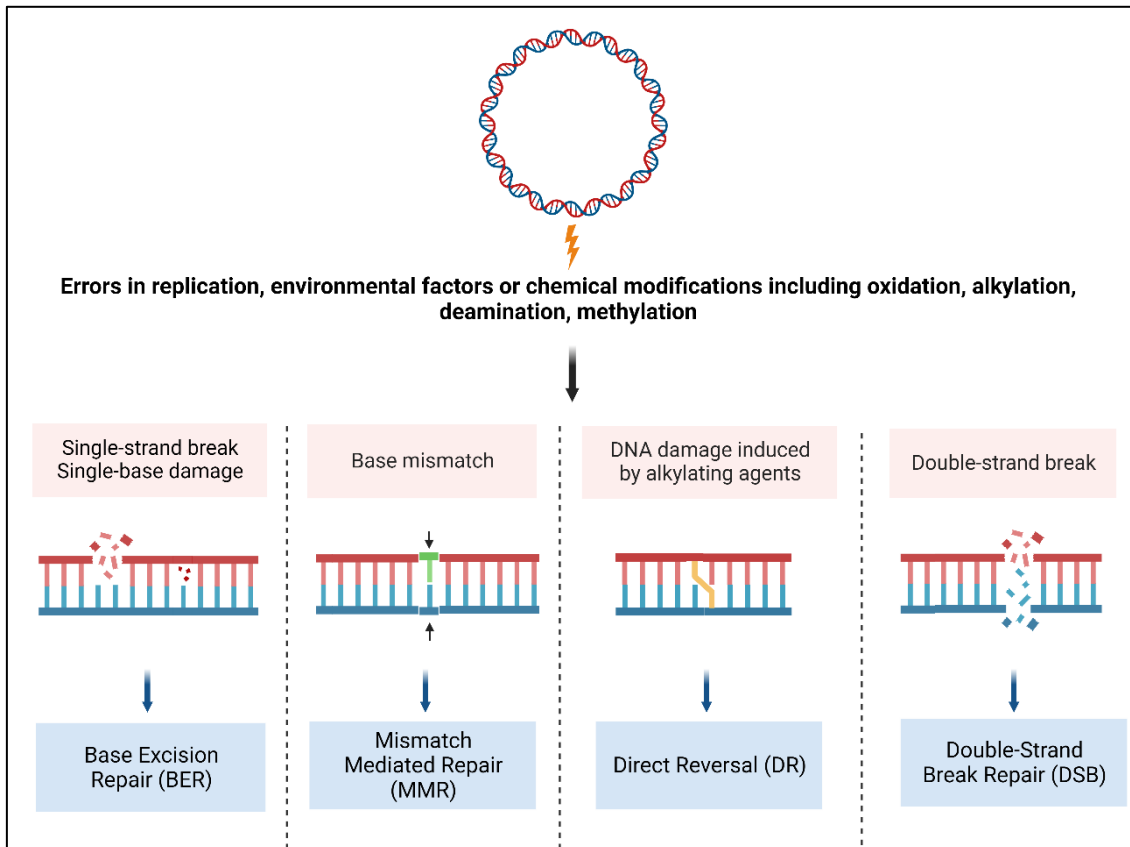 Errors in replication, environmental factors or chemical modifications including oxidation, alkylation,
deamination, methylation
Single-strand break
Single-base damage
Base mismatch
DNA damage induced
by alkylating agents
Double-strand break
Base Excision
Repair (BER)
Mismatch
Mediated Repair
(MMR)
Direct Reversal (DR)
Double-Strand
Break Repair (DSB)